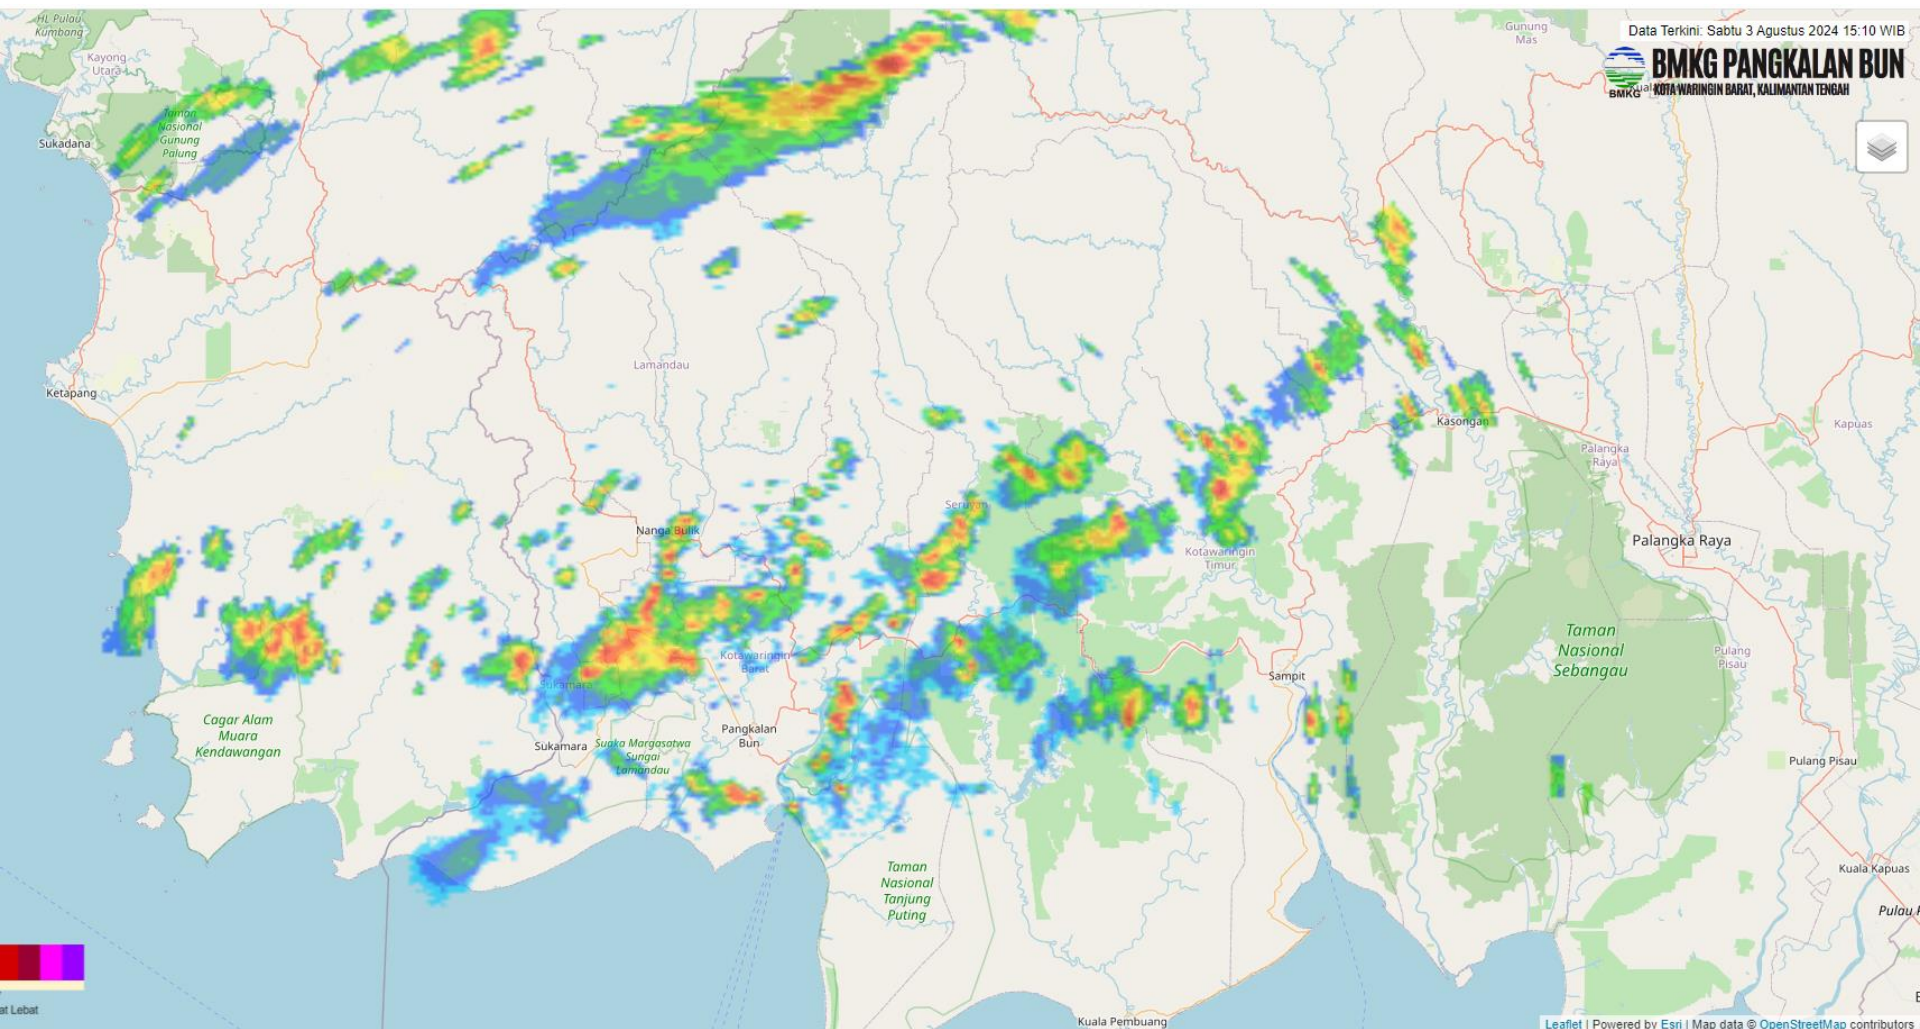 HL Pulau
Kumbang
Kayong
Utara
Gunung
Mas
Data Terkini: Sabtu 3 Agustus 2024 15:10 WIB
BMKG PANGKALAN BUN
BMKG
KOTA WARINGIN BARAT, KALIMANTAN TENGAH
Sukadana
Taman
Nasional
Gunung
Palung
Lamandau
Ketapang
Kasongan
Kapuas
Palangka
Raya
Seruyan
Nanga Bulik
Palangka Raya
Kotawaringin
Timur
Taman
Nasional
Sebangau
Pulang
Pisau
Kotawaringin
Barat
Sukamara
Sampit
Cagar Alam
Muara
Kendawangan
Pangkalan
Bun
Sukamara
Suaka Margasatwa
Sungai
Lamandau
Pulang Pisau
Taman
Nasional
Tanjung
Puting
Kuala Kapuas
Pulau
at Lebat
Kuala Pembuang
Leaflet | Powered by Esri | Map data © OpenStreetMap contributors